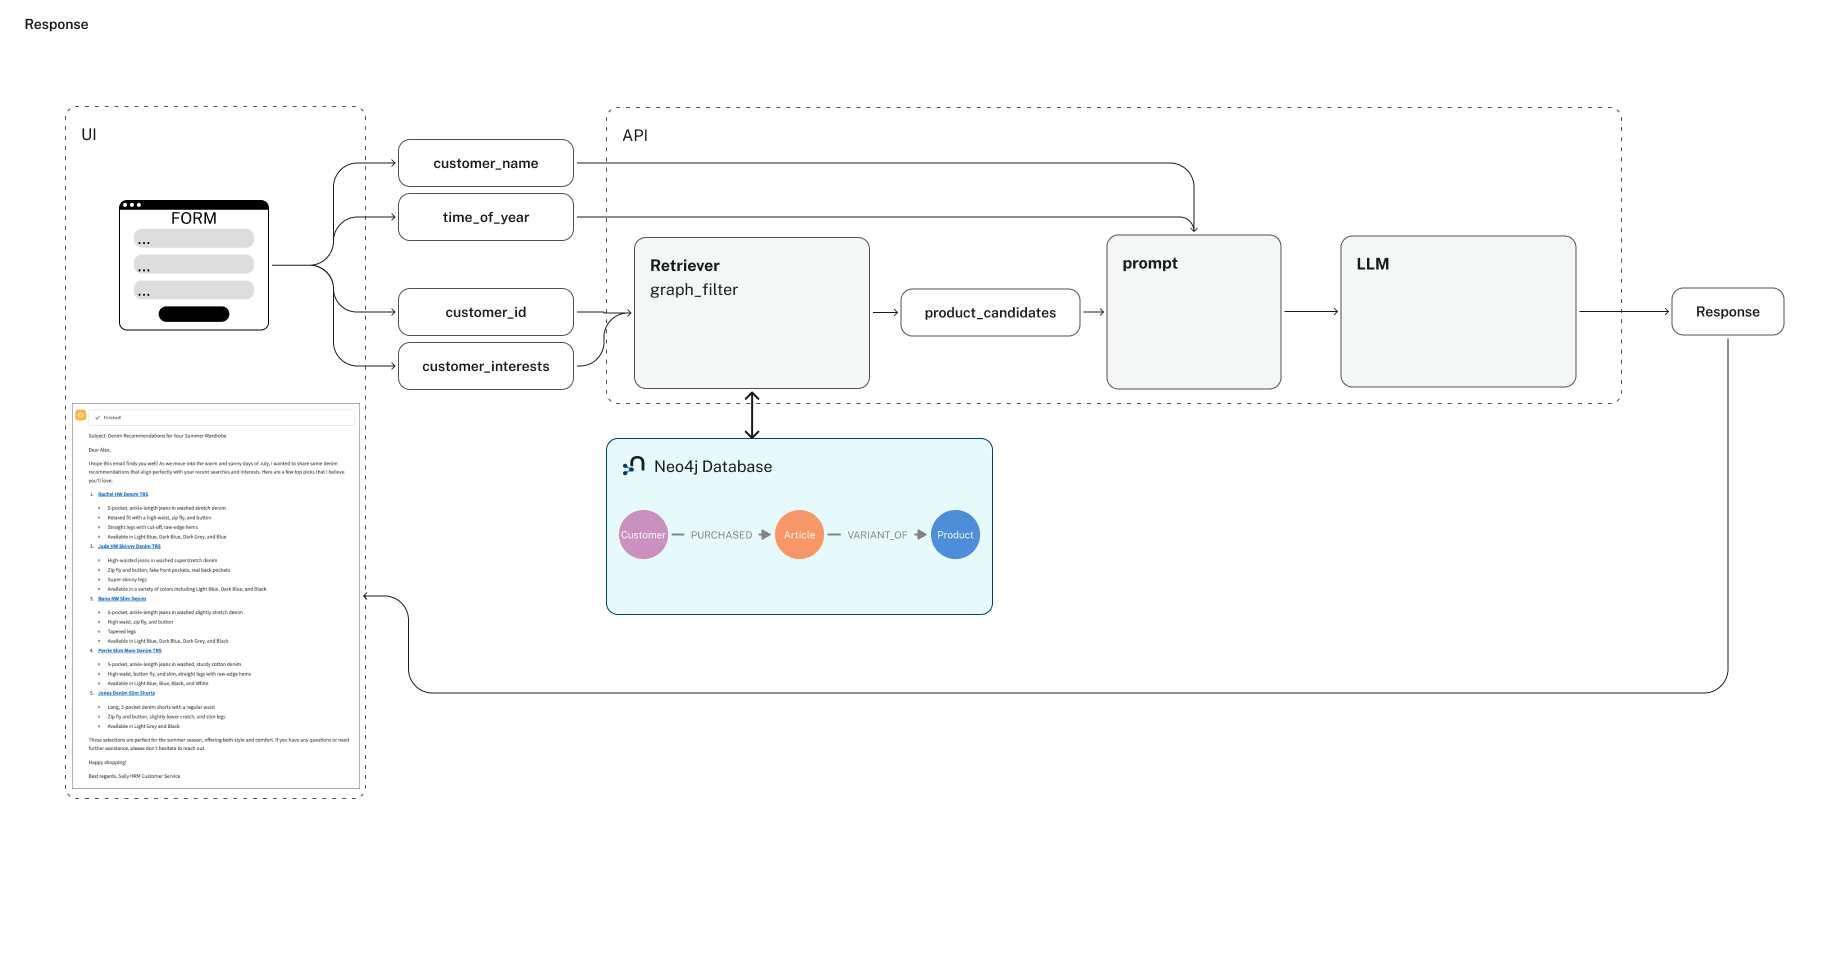 Response
UI
API
FORM
...
...
...
customer_name
time_of_year
customer_id
customer_interests
Retriever
graph_filter
product_candidates
prompt
LLM
Response
Neo4j Database
Customer
PURCHASED
Article
VARIANT_OF
Product
Finished!
Subject: Denim Recommendations for Your Summer Wardrobe
Dear Alex,
I hope this email finds you well! As we move into the warm and sunny days of July, I wanted to share some denim
recommendations that align perfectly with your recent searches and interests. Here are a few top picks that I believe
you'll love:
1. Rachel HW Denim TRS
5-pocket, ankle-length jeans in washed stretch denim
Relaxed fit with a high waist, zip fly, and button
Straight legs with cut-off, raw-edge hems
Available in Light Blue, Dark Blue, Dark Grey, and Blue
2. Jade HW Skinny Denim TRS
High-waisted jeans in washed superstretch denim
Zip fly and button, fake front pockets, real back pockets
Super-skinny legs
Available in a variety of colors including Light Blue, Dark Blue, and Black
3. Bono NW Slim Denim
5-pocket, ankle-length jeans in washed slightly stretch denim
High waist, zip fly, and button
Tapered legs
Available in Light Blue, Dark Blue, Dark Grey, and Black
4. Perrie Slim Mom Denim TRS
5-pocket, ankle-length jeans in washed, sturdy cotton denim
High waist, button fly, and slim, straight legs with raw-edge hems
Available in Light Blue, Blue, Black, and White
5. Jones Denim Slim Shorts
Long, 5-pocket denim shorts with a regular waist
Zip fly and button, slightly lower crotch, and slim legs
Available in Light Grey and Black
These selections are perfect for the summer season, offering both style and comfort. If you have any questions or need
further assistance, please don't hesitate to reach out.
Happy shopping!
Best regards, Sally HRM Customer Service